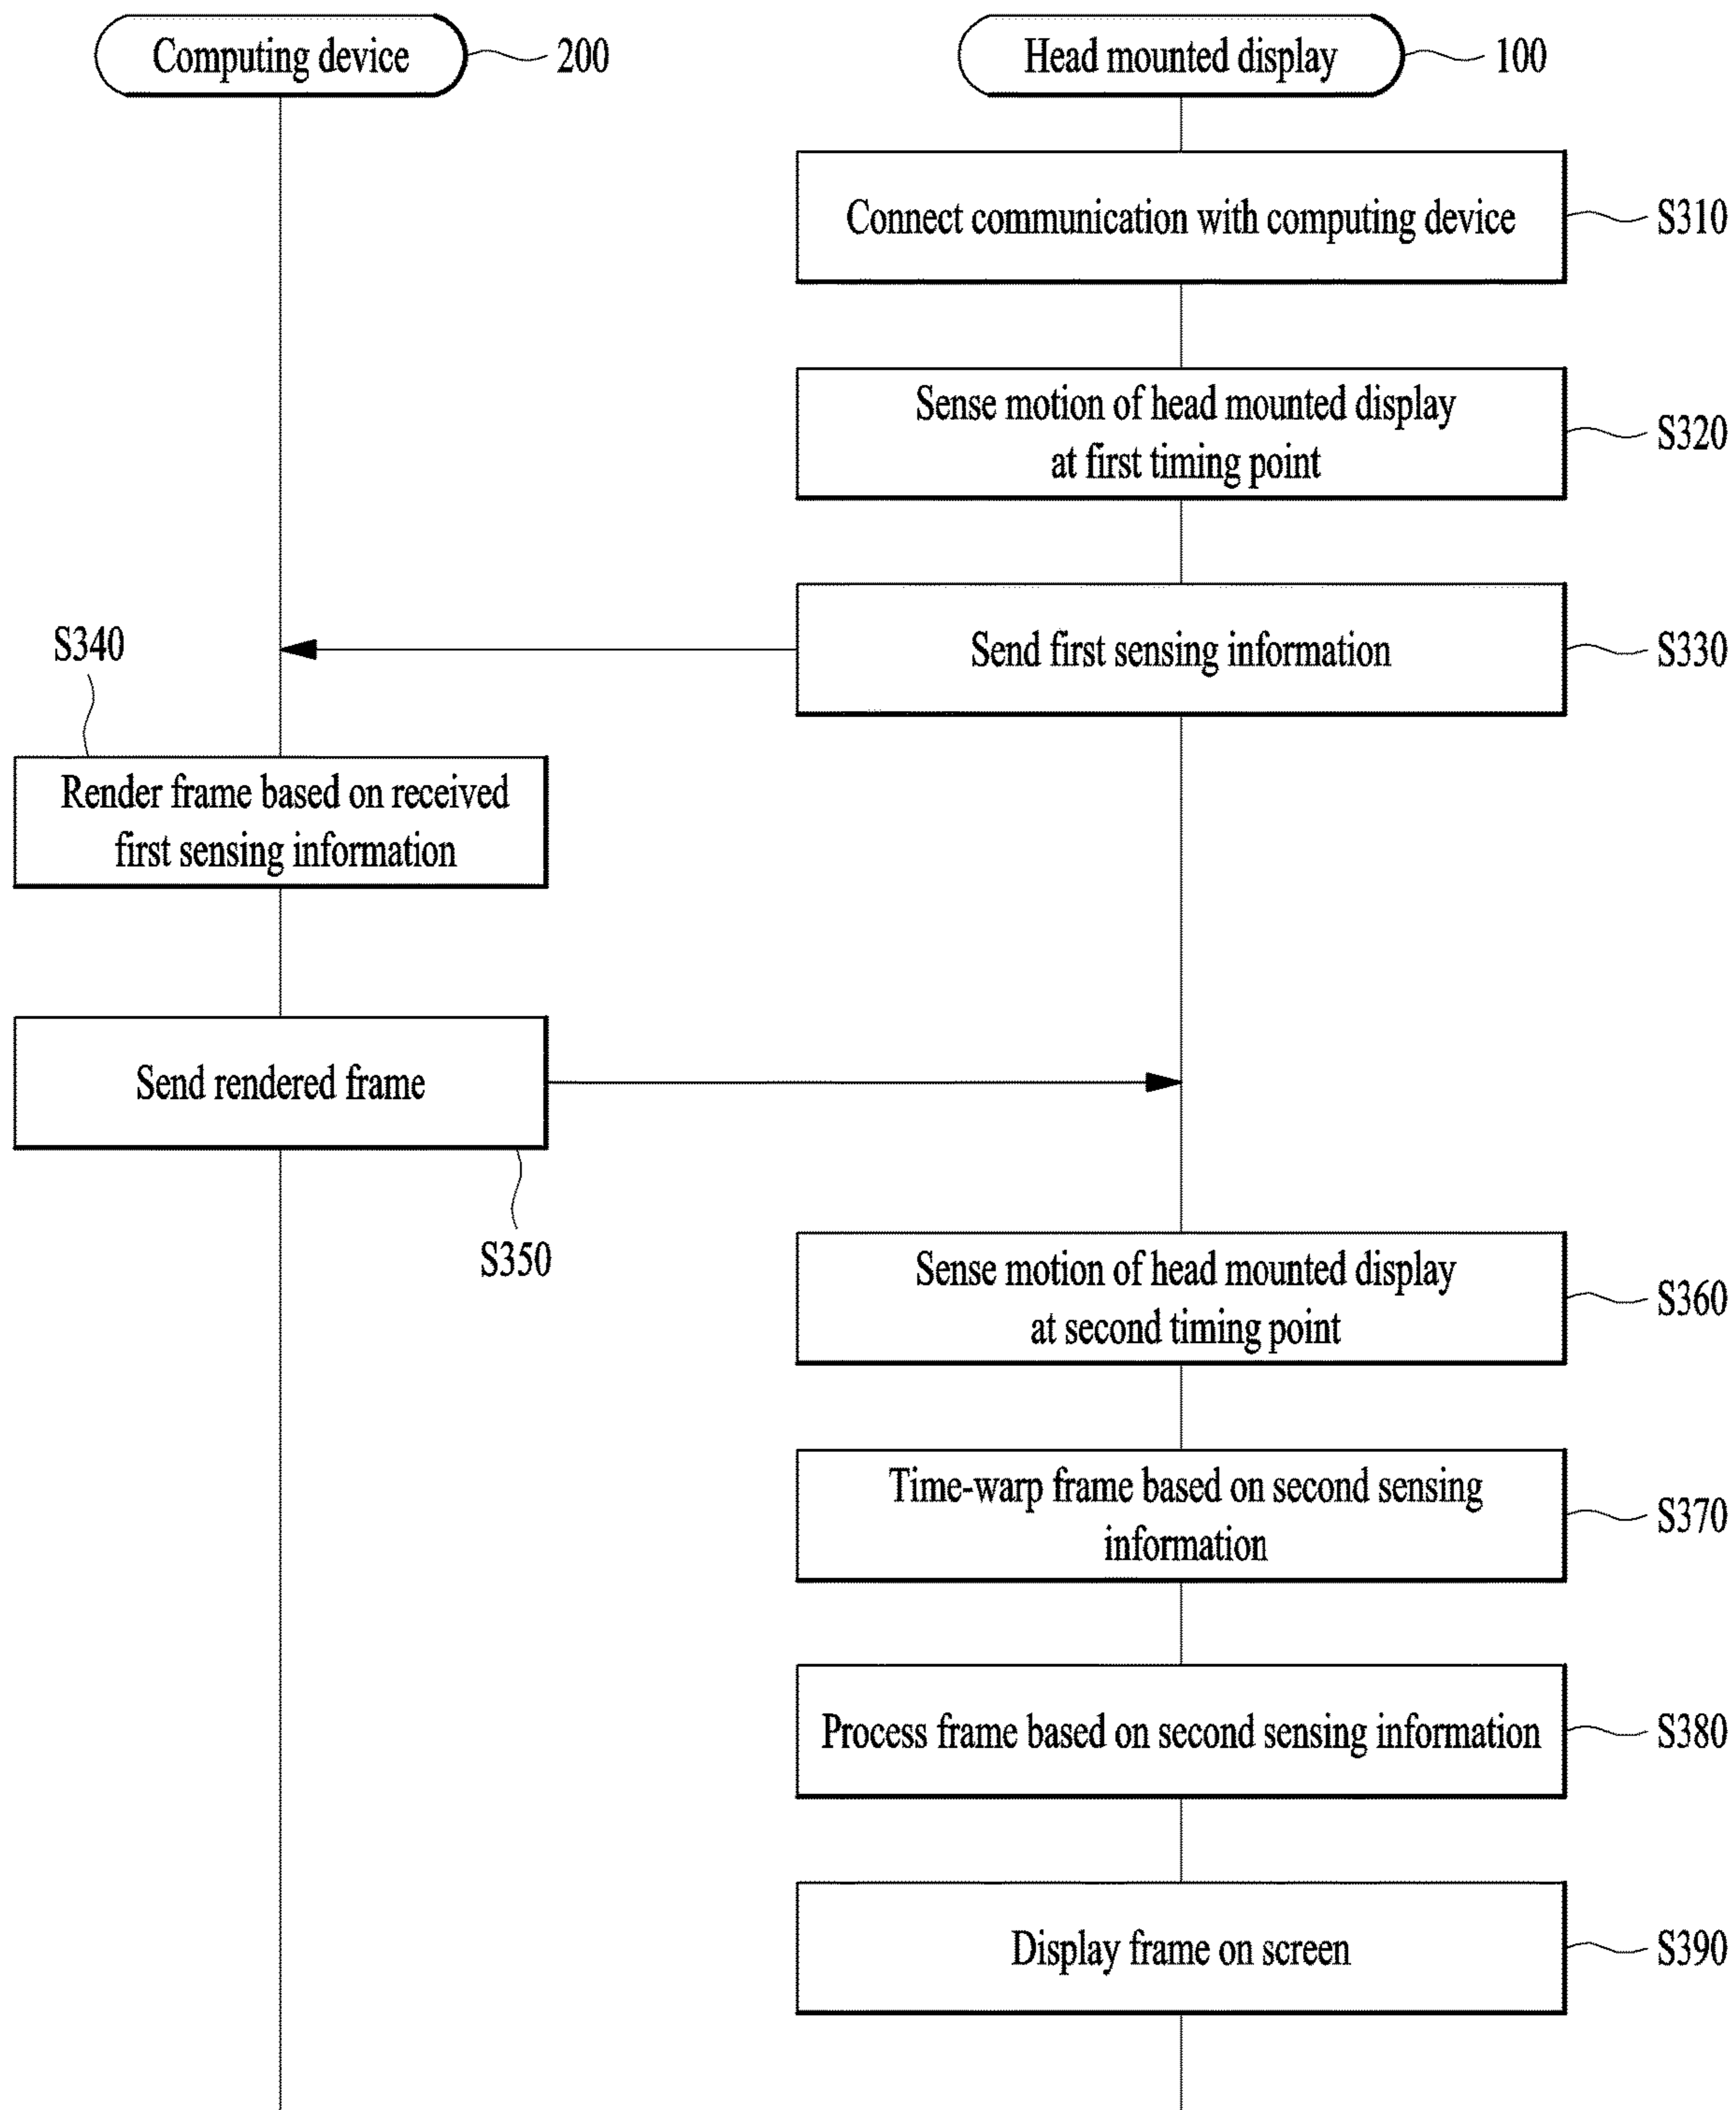 Computing device
200
Head mounted display
100
Connect communication with computing device
S310
Sense motion of head mounted display
at first timing point
S320
Send first sensing information
S330
S340
Render frame based on received
first sensing information
Send rendered frame
S350
Sense motion of head mounted display
at second timing point
S360
Time-warp frame based on second sensing
information
S370
Process frame based on second sensing information
S380
Display frame on screen
S390